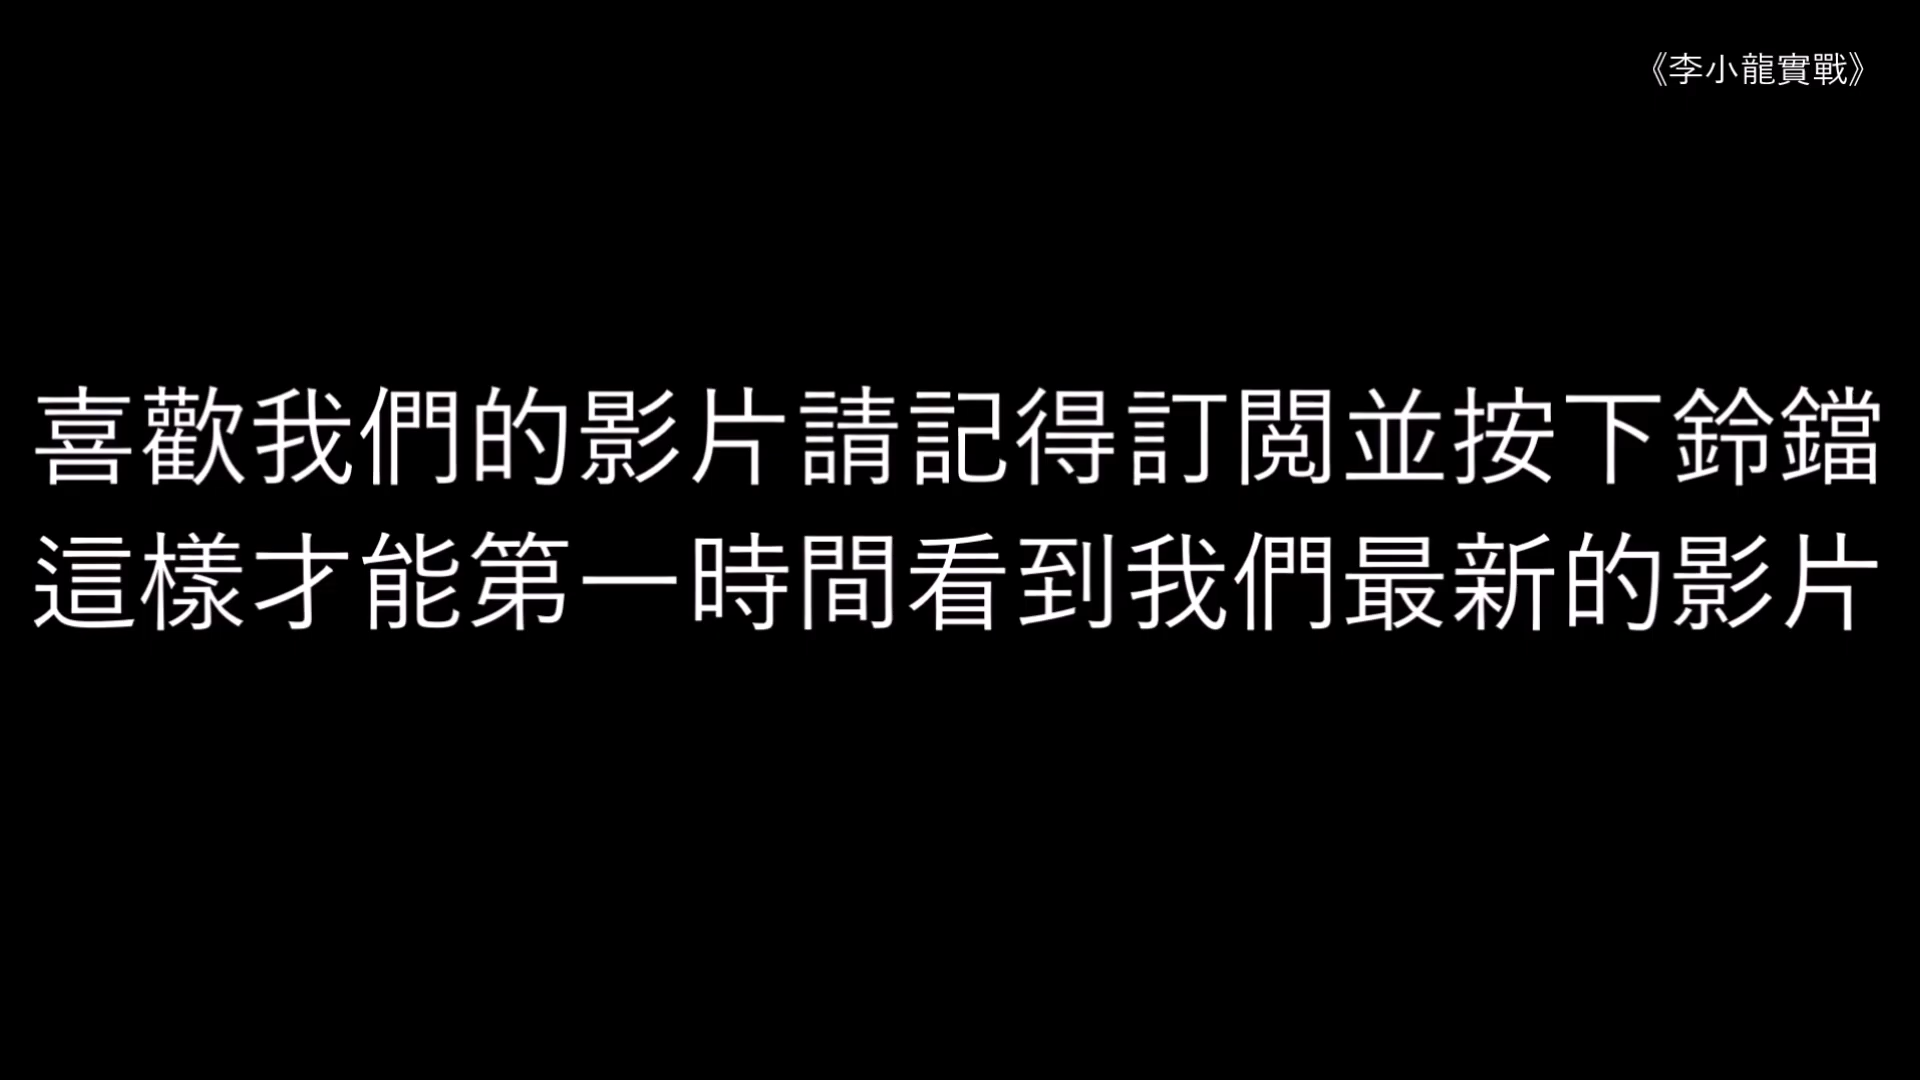 《李小龍實戰》
喜歡我們的影片請記得訂閲並按下鈴鐺
這樣才能第一時間看到我們最新的影片